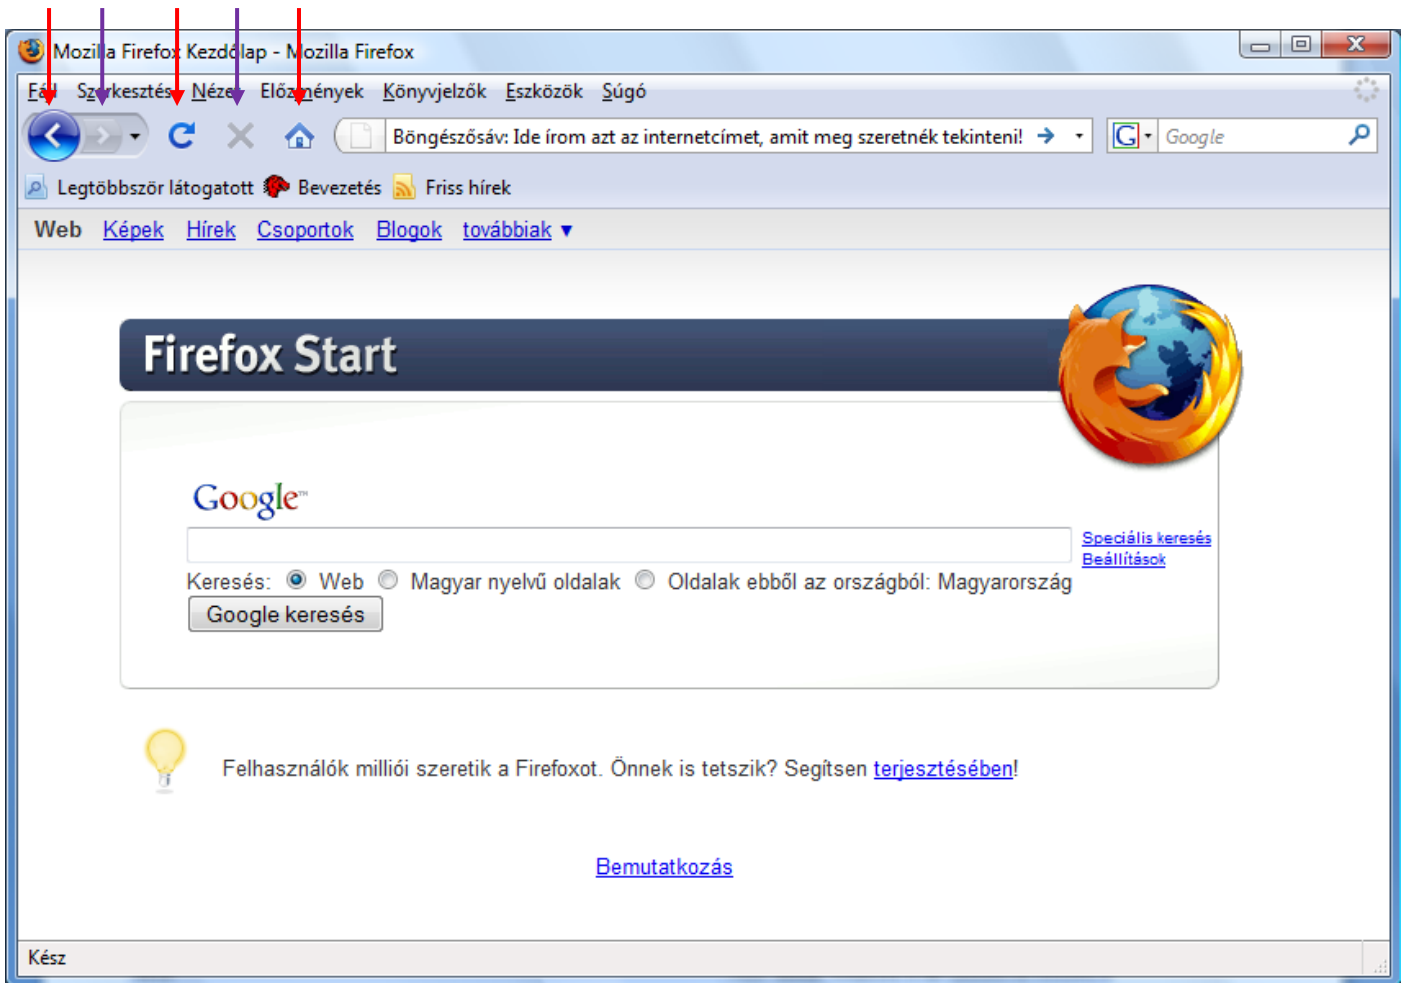 Mozilla Firefox Kezdőlap - Mozilla Firefox
Fájl Szerkesztés Nézet Előzmények Könyvjelzők Eszközök Súgó
Böngészősáv: Ide írom azt az internetcímet, amit meg szeretnék tekinteni! G Google
Legtöbbször látogatott Bevezetés Friss hírek
Web Képek Hírek Csoportok Blogok továbbiak ▼
Firefox Start
Google™
Speciális keresés
Beállítások
Keresés: Web Magyar nyelvű oldalak Oldalak ebből az országból: Magyarország
Google keresés
Felhasználók milliói szeretik a Firefoxot. Önnek is tetszik? Segítsen terjesztésében!
Bemutatkozás
Kész